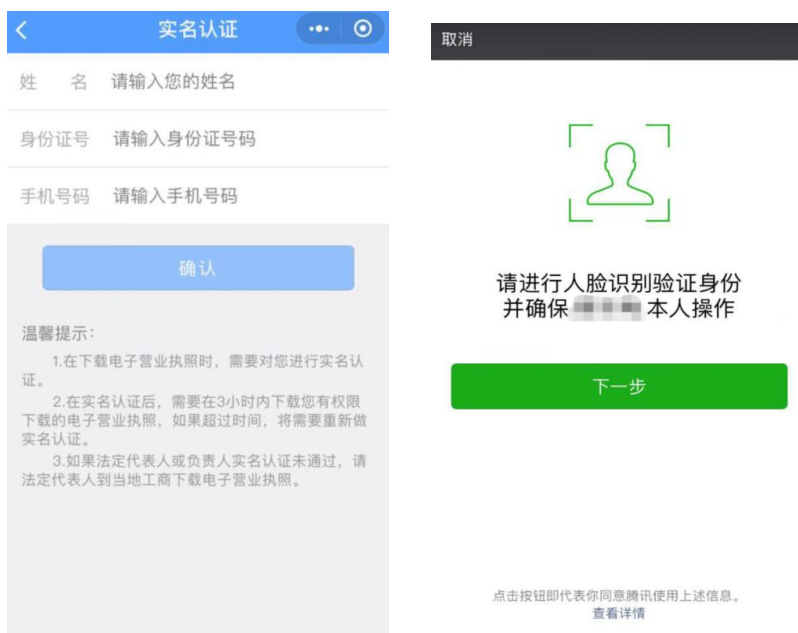 实名认证
姓 名 请输入您的姓名
身份证号 请输入身份证号码
手机号码 请输入手机号码
确认
温馨提示：
1.在下载电子营业执照时，需要对您进行实名认
证。
2.在实名认证后，需要在3小时内下载您有权限
下载的电子营业执照，如果超过时间，将需要重新做
实名认证。
3.如果法定代表人或负责人实名认证未通过，请
法定代表人到当地工商下载电子营业执照。
取消
请进行人脸识别验证身份
并确保 本人操作
下一步
点击按钮即代表你同意腾讯使用上述信息。
查看详情